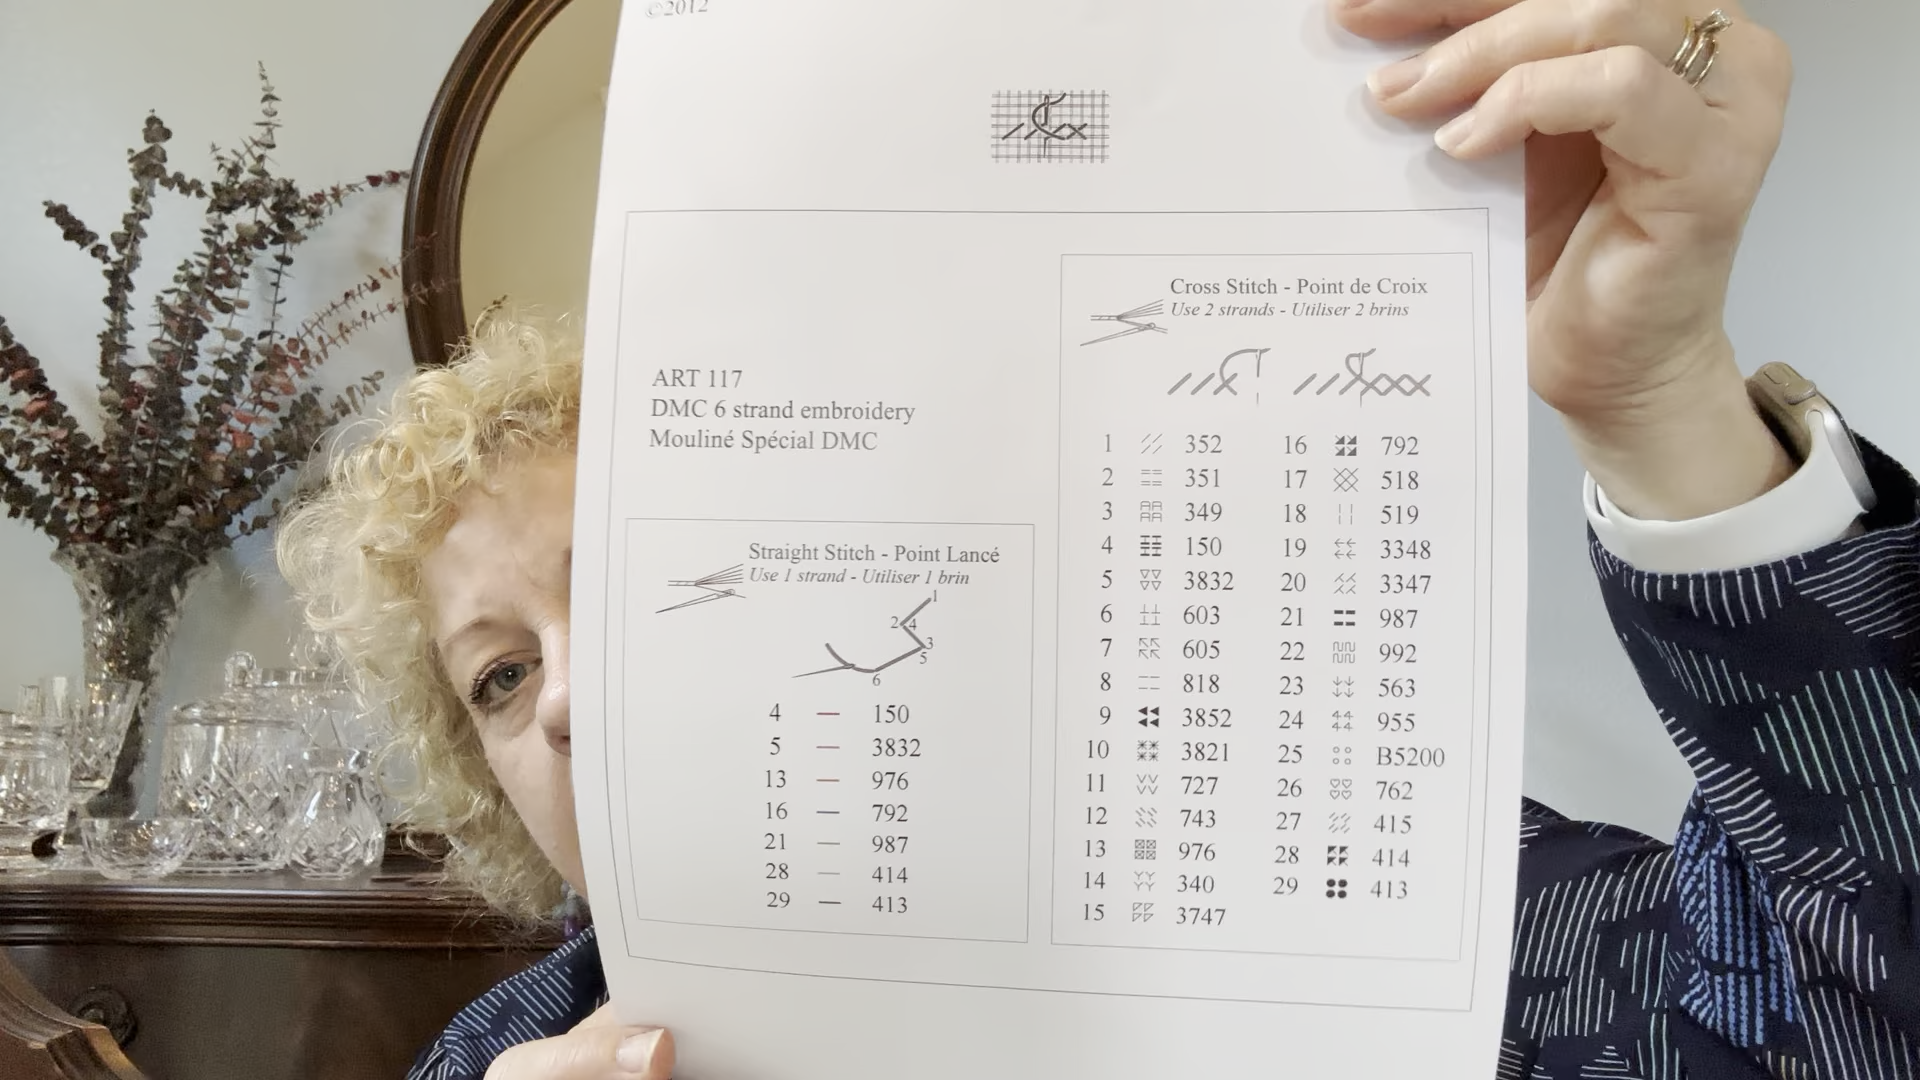 ©2012
ART 117
DMC 6 strand embroidery
Mouliné Spécial DMC
Straight Stitch - Point Lancé
Use 1 strand - Utiliser 1 brin
1
2 4
3
5
6
4 150
5 3832
13 976
16 792
21 987
28 414
29 413
Cross Stitch - Point de Croix
Use 2 strands - Utiliser 2 brins
1 352 16 792
2 351 17 518
3 349 18 519
4 150 19 3348
5 3832 20 3347
6 603 21 987
7 605 22 992
8 818 23 563
9 3852 24 955
10 3821 25 B5200
11 727 26 762
12 743 27 415
13 976 28 414
14 340 29 413
15 3747